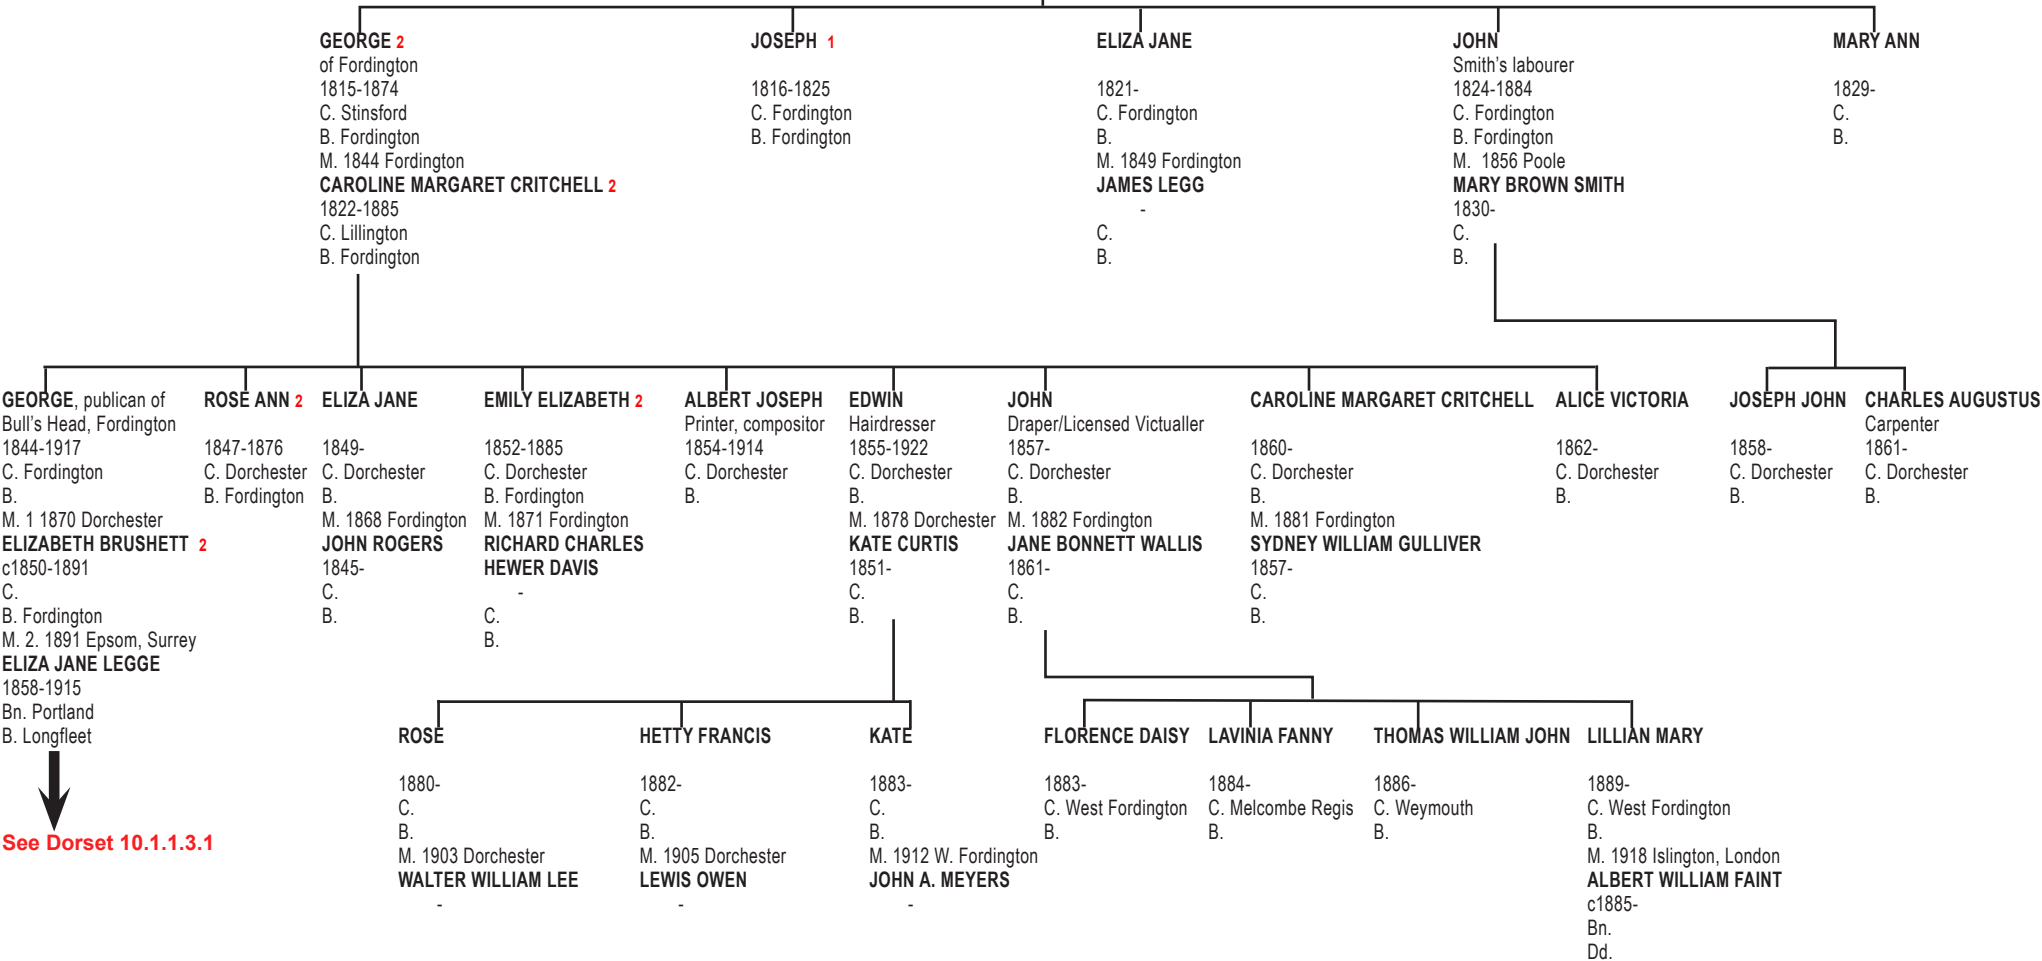 GEORGE 2
of Fordington
1815-1874
C. Stinsford
B. Fordington
M. 1844 Fordington
CAROLINE MARGARET CRITCHELL 2
1822-1885
C. Lillington
B. Fordington
JOSEPH 1
1816-1825
C. Fordington
B. Fordington
ELIZA JANE
1821-
C. Fordington
B.
M. 1849 Fordington
JAMES LEGG
-
C.
B.
JOHN
Smith's labourer
1824-1884
C. Fordington
B. Fordington
M. 1856 Poole
MARY BROWN SMITH
1830-
C.
B.
MARY ANN
1829-
C.
B.
GEORGE, publican of
Bull's Head, Fordington
1844-1917
C. Fordington
B.
M. 1 1870 Dorchester
ELIZABETH BRUSHETT 2
c1850-1891
C.
B. Fordington
M. 2. 1891 Epsom, Surrey
ELIZA JANE LEGGE
1858-1915
Bn. Portland
B. Longfleet
See Dorset 10.1.1.3.1
ROSE ANN 2
1847-1876
C. Dorchester
B. Fordington
ELIZA JANE
1849-
C. Dorchester
B.
M. 1868 Fordington
JOHN ROGERS
1845-
C.
B.
EMILY ELIZABETH 2
1852-1885
C. Dorchester
B. Fordington
M. 1871 Fordington
RICHARD CHARLES
HEWER DAVIS
-
C.
B.
ALBERT JOSEPH
Printer, compositor
1854-1914
C. Dorchester
B.
EDWIN
Hairdresser
1855-1922
C. Dorchester
B.
M. 1878 Dorchester
KATE CURTIS
1851-
C.
B.
JOHN
Draper/Licensed Victualler
1857-
C. Dorchester
B.
M. 1882 Fordington
JANE BONNETT WALLIS
1861-
C.
B.
CAROLINE MARGARET CRITCHELL
1860-
C. Dorchester
B.
M. 1881 Fordington
SYDNEY WILLIAM GULLIVER
1857-
C.
B.
ALICE VICTORIA
1862-
C. Dorchester
B.
JOSEPH JOHN
1858-
C. Dorchester
B.
CHARLES AUGUSTUS
Carpenter
1861-
C. Dorchester
B.
ROSE
1880-
C.
B.
M. 1903 Dorchester
WALTER WILLIAM LEE
-
HETTY FRANCIS
1882-
C.
B.
M. 1905 Dorchester
LEWIS OWEN
-
KATE
1883-
C.
B.
M. 1912 W. Fordington
JOHN A. MEYERS
-
FLORENCE DAISY
1883-
C. West Fordington
B.
LAVINIA FANNY
1884-
C. Melcombe Regis
B.
THOMAS WILLIAM JOHN
1886-
C. Weymouth
B.
LILLIAN MARY
1889-
C. West Fordington
B.
M. 1918 Islington, London
ALBERT WILLIAM FAINT
c1885-
Bn.
Dd.